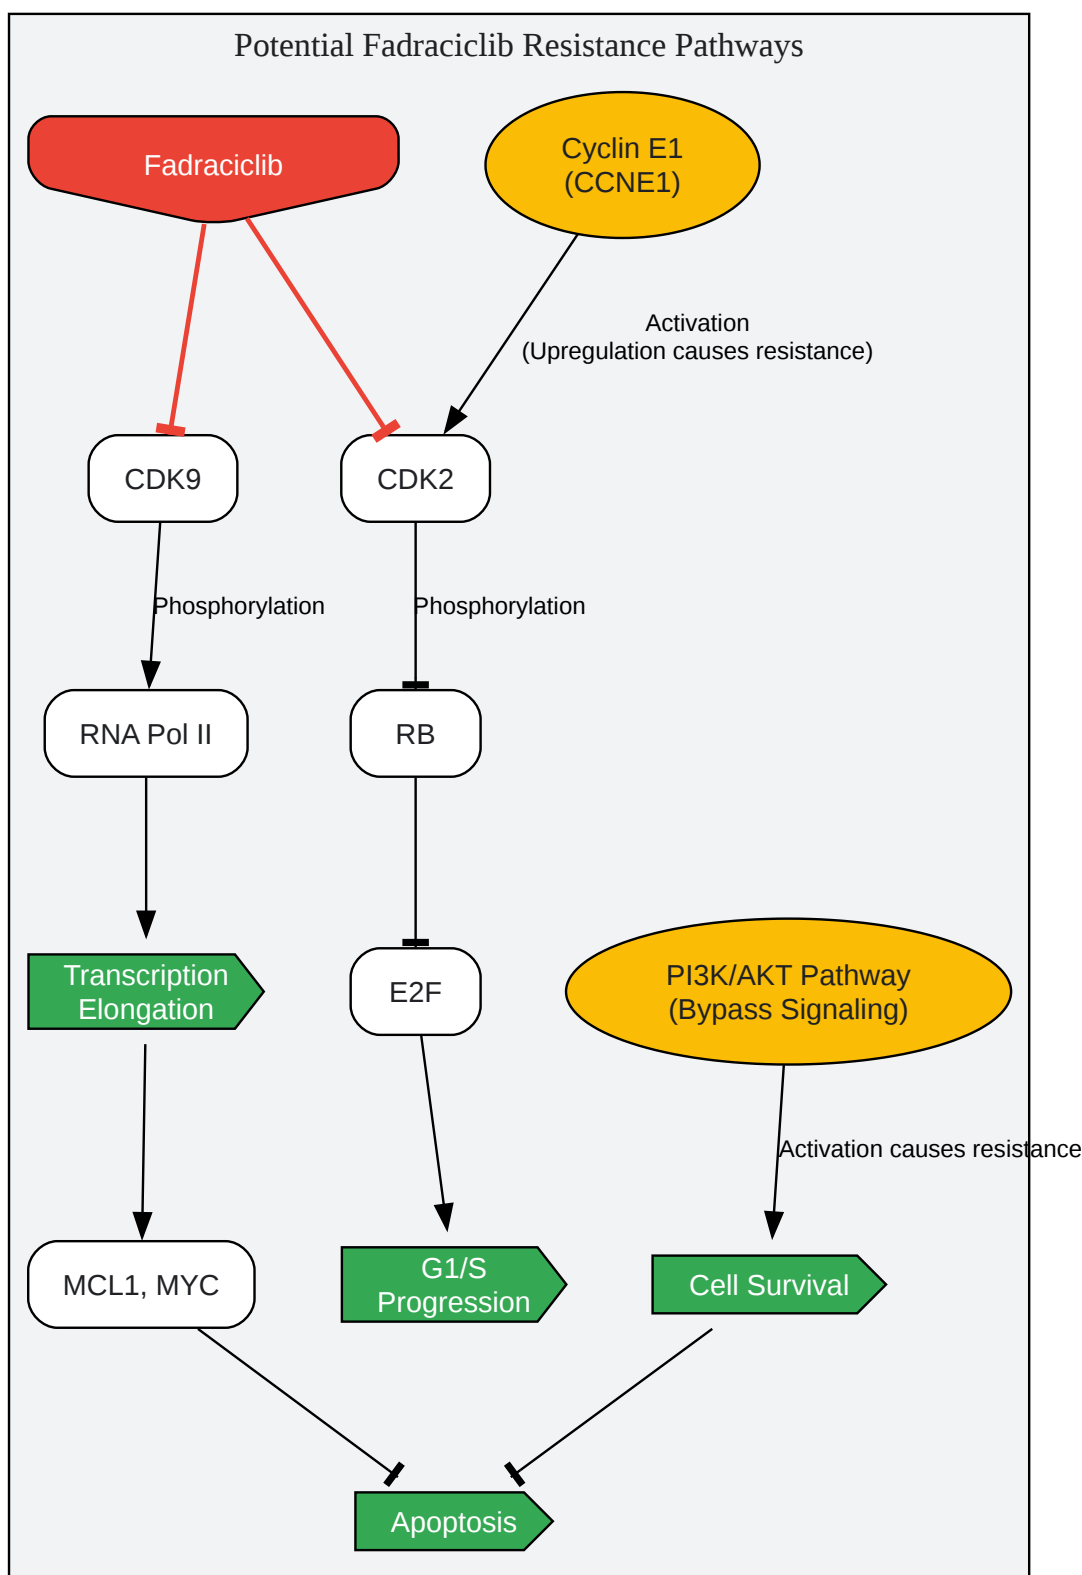 Potential Fadraciclib Resistance Pathways
Fadraciclib
Cyclin E1
(CCNE1)
Activation
(Upregulation causes resistance)
CDK9
CDK2
Phosphorylation
Phosphorylation
RNA Pol II
RB
Transcription
Elongation
E2F
PI3K/AKT Pathway
(Bypass Signaling)
Activation causes resistance
MCL1, MYC
G1/S
Progression
Cell Survival
Apoptosis